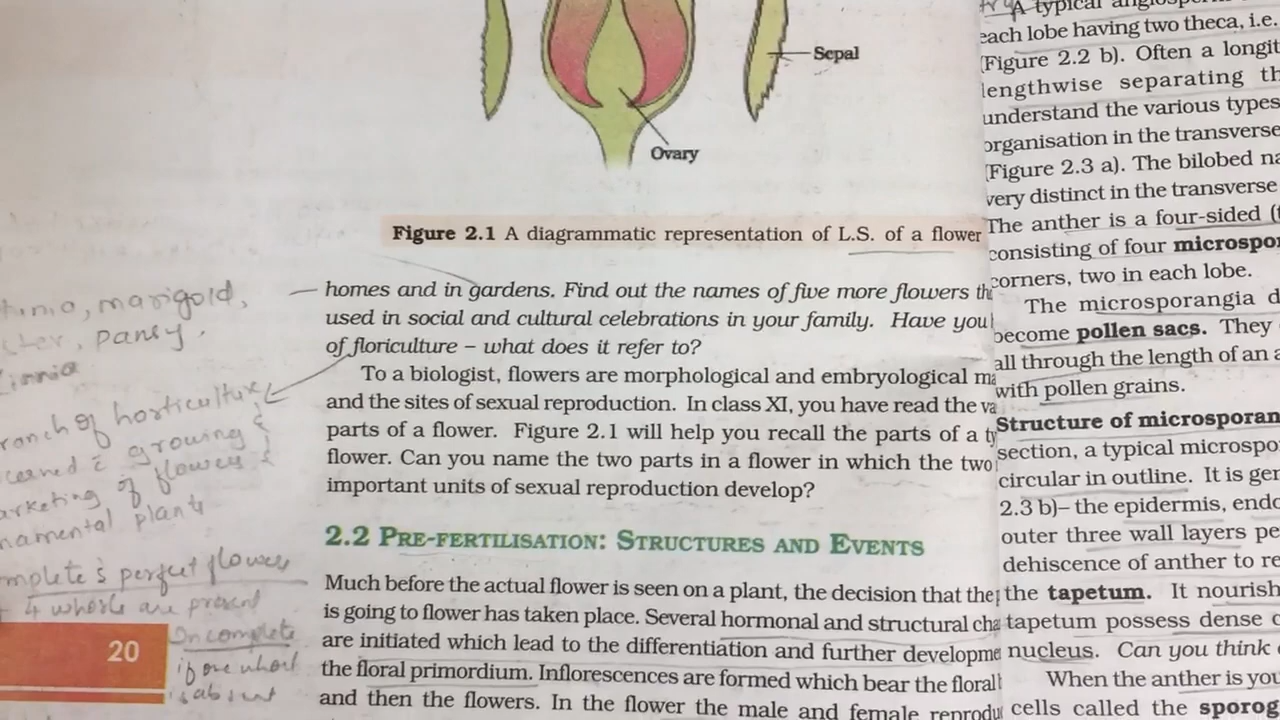 Sepal
Ovary
Figure 2.1 A diagrammatic representation of L.S. of a flower
homes and in gardens. Find out the names of five more flowers th
used in social and cultural celebrations in your family. Have you
of floriculture – what does it refer to?
To a biologist, flowers are morphological and embryological ma
and the sites of sexual reproduction. In class XI, you have read the va
parts of a flower. Figure 2.1 will help you recall the parts of a ty
flower. Can you name the two parts in a flower in which the two
important units of sexual reproduction develop?
2.2 PRE-FERTILISATION: STRUCTURES AND EVENTS
Much before the actual flower is seen on a plant, the decision that the
is going to flower has taken place. Several hormonal and structural cha
are initiated which lead to the differentiation and further developme
the floral primordium. Inflorescences are formed which bear the floral
and then the flowers. In the flower the male and female reprodu
marigold,
pansy.
ranch of horticulture
cerned c̄ growing &
arketing of flowers &
namental plants
mplete & perfect flowers
4 whorls are present
Incomplete
if one whorl
is absent
20
A typical angiosperm
each lobe having two theca, i.e.
(Figure 2.2 b). Often a longit
lengthwise separating th
understand the various types
organisation in the transverse
(Figure 2.3 a). The bilobed na
very distinct in the transverse
The anther is a four-sided (t
consisting of four microspor
corners, two in each lobe.
The microsporangia d
become pollen sacs. They
all through the length of an a
with pollen grains.
Structure of microsporan
section, a typical microspo
circular in outline. It is gen
2.3 b)– the epidermis, endo
outer three wall layers pe
dehiscence of anther to re
the tapetum. It nourish
tapetum possess dense c
nucleus. Can you think
When the anther is you
cells called the sporog